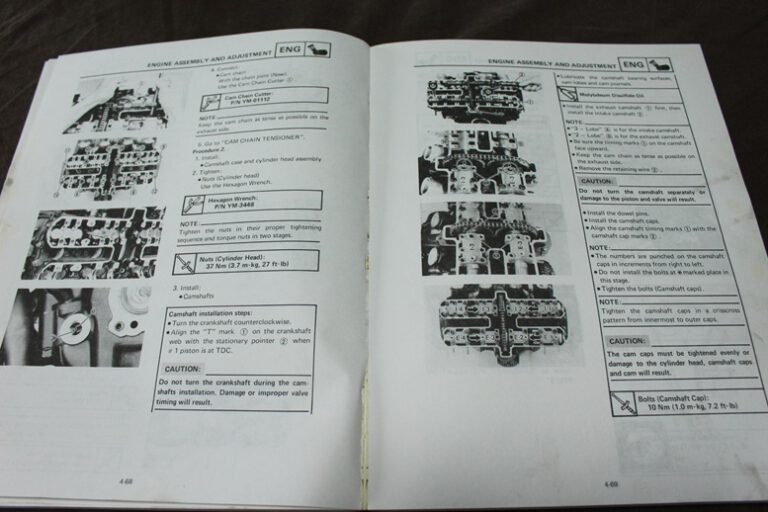 ENGINE ASSEMBLY AND ADJUSTMENT ENG
4. Connect:
• Cam chain
With the chain joins (New).
Use the Cam Chain Cutter ①.
Cam Chain Cutter:
P/N YM-01112
NOTE:
Keep the cam chain as tense as possible on the
exhaust side.
5. Go to "CAM CHAIN TENSIONER".
Procedure 2.
1. Install:
• Camshaft case and cylinder head assembly
2. Tighten:
• Nuts (Cylinder head)
Use the Hexagon Wrench.
Hexagon Wrench:
P/N YM-3448
NOTE:
Tighten the nuts in their proper tightening
sequence and torque nuts in two stages.
Nuts (Cylinder Head):
37 Nm (3.7 m·kg, 27 ft·lb)
3. Install:
• Camshafts
Camshaft installation steps:
• Turn the crankshaft counterclockwise.
• Align the "T" mark ① on the crankshaft
web with the stationary pointer ② when
# 1 piston is at TDC.
CAUTION:
Do not turn the crankshaft during the cam-
shafts installation. Damage or improper valve
timing will result.
4-68
ENGINE ASSEMBLY AND ADJUSTMENT ENG
• Lubricate the camshaft bearing surfaces,
cam lobes and cam journals.
Molybdenum Disulfide Oil
• Install the exhaust camshaft ① first, then
install the intake camshaft ②.
NOTE:
• "3 – Lobe" Ⓐ is for the intake camshaft.
• "2 – Lobe" Ⓑ is for the exhaust camshaft.
• Be sure the timing marks ① on the camshaft
face upward.
• Keep the cam chain as tense as possible on
the exhaust side.
• Remove the retaining wire ②.
CAUTION:
Do not turn the camshaft separately or
damage to the piston and valve will result.
• Install the dowel pins.
• Install the camshaft caps.
• Align the camshaft timing marks ① with the
camshaft cap marks ②.
NOTE:
• The numbers are punched on the camshaft
caps in increments from right to left.
• Do not install the bolts at ✱ marked place in
this stage.
• Tighten the bolts (Camshaft caps).
NOTE:
Tighten the camshaft caps in a crisscross
pattern from innermost to outer caps.
CAUTION:
The cam caps must be tightened evenly or
damage to the cylinder head, camshaft caps
and cam will result.
Bolts (Camshaft Cap):
10 Nm (1.0 m·kg, 7.2 ft·lb)
4-69